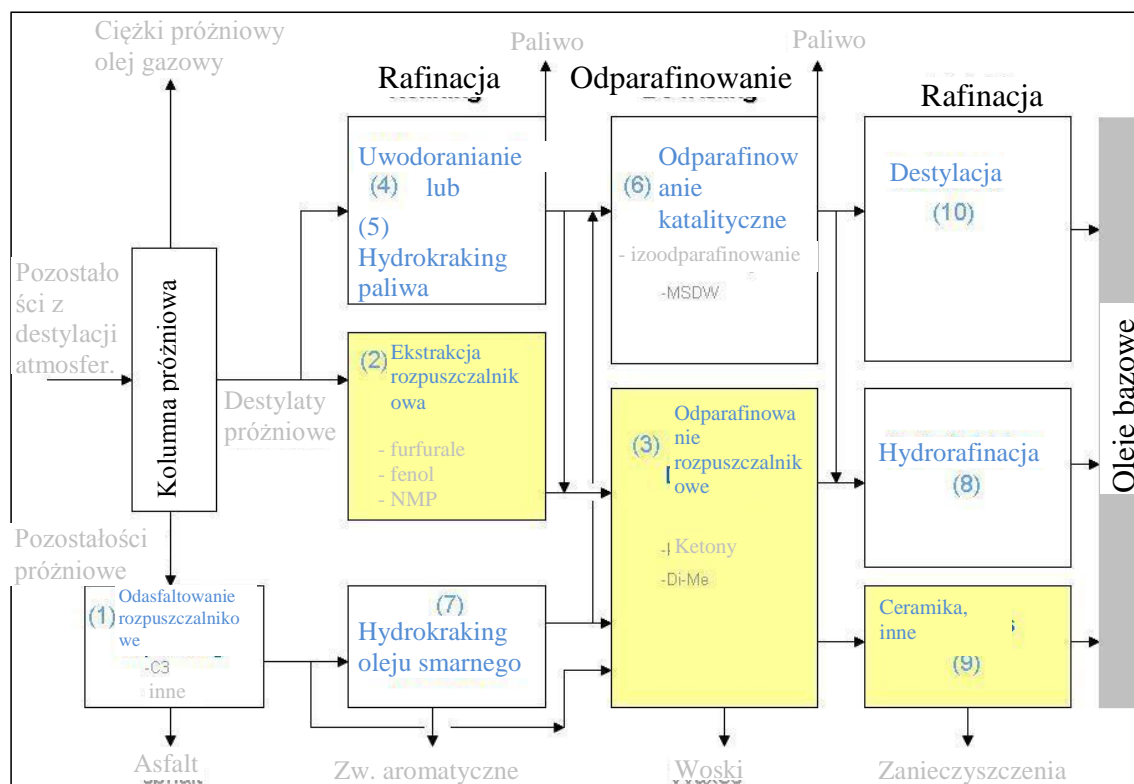 Ciężki próżniowy
olej gazowy
Paliwo
Paliwo
Rafinacja
Odparafinowanie
Rafinacja
Uwodoranianie
(4) lub
(5)
Hydrokraking
paliwa
(6) Odparafinow
anie
katalityczne
- izoodparafinowanie
-MSDW
Destylacja
(10)
Pozostało
ści z
destylacji
atmosfer.
Kolumna próżniowa
Destylaty
próżniowe
(2) Ekstrakcja
rozpuszczalnik
owa
- furfurale
- fenol
- NMP
(3) Odparafinowa
nie
rozpuszczalnik
owe
Ketony
-Di-Me
Hydrorafinacja
(8)
Oleje bazowe
Pozostałości
próżniowe
(1) Odasfaltowanie
rozpuszczalniko
we
-C3
inne
(7)
Hydrokraking
oleju smarnego
Ceramika,
inne
(9)
Asfalt
Zw. aromatyczne
Woski
Zanieczyszczenia